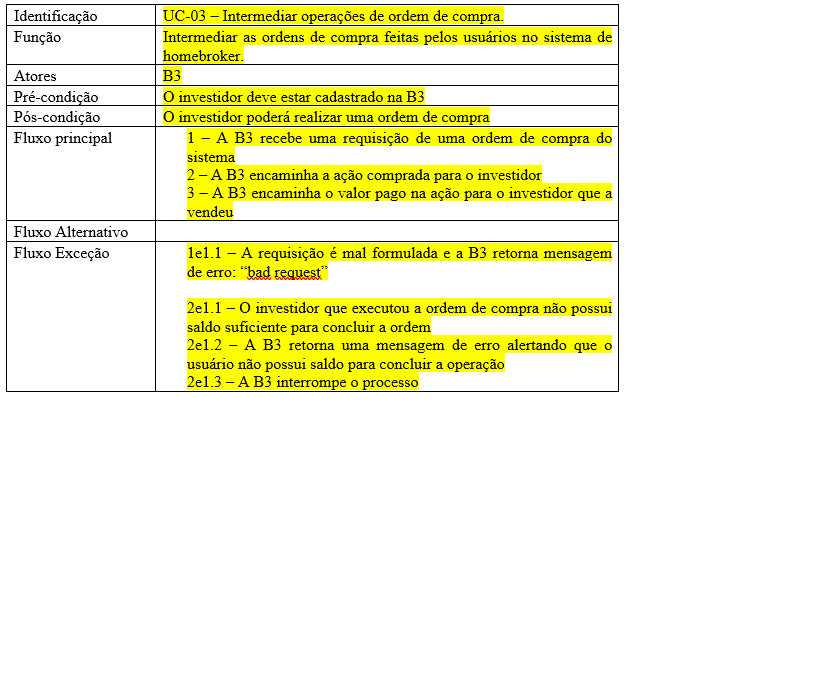 Identificação
UC-03 – Intermediar operações de ordem de compra.
Função
Intermediar as ordens de compra feitas pelos usuários no sistema de
homebroker.
Atores
B3
Pré-condição
O investidor deve estar cadastrado na B3
Pós-condição
O investidor poderá realizar uma ordem de compra
Fluxo principal
1 – A B3 recebe uma requisição de uma ordem de compra do
sistema
2 – A B3 encaminha a ação comprada para o investidor
3 – A B3 encaminha o valor pago na ação para o investidor que a
vendeu
Fluxo Alternativo
Fluxo Exceção
1e1.1 – A requisição é mal formulada e a B3 retorna mensagem
de erro: “bad request”
2e1.1 – O investidor que executou a ordem de compra não possui
saldo suficiente para concluir a ordem
2e1.2 – A B3 retorna uma mensagem de erro alertando que o
usuário não possui saldo para concluir a operação
2e1.3 – A B3 interrompe o processo